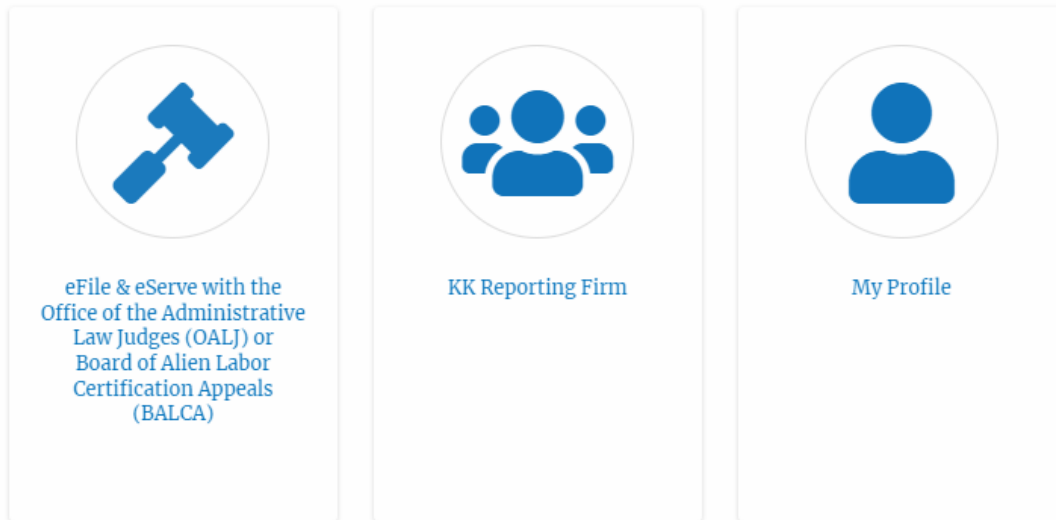 eFile & eServe with the
Office of the Administrative
Law Judges (OALJ) or
Board of Alien Labor
Certification Appeals
(BALCA)
KK Reporting Firm
My Profile